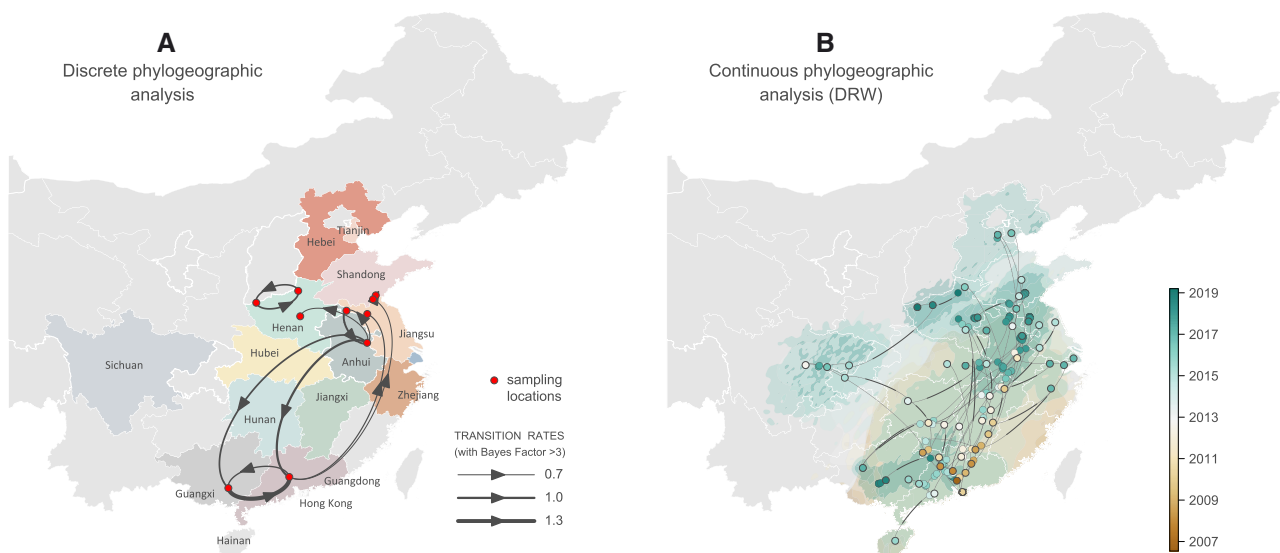 A
Discrete phylogeographic
analysis
Hebei
Tianjin
Shandong
Henan
Jiangsu
Anhui
Hubei
Sichuan
Zhejiang
Jiangxi
Hunan
Guangxi
Guangdong
Hong Kong
Hainan
sampling
locations
TRANSITION RATES
(with Bayes Factor >3)
0.7
1.0
1.3
B
Continuous phylogeographic
analysis (DRW)
2019
2017
2015
2013
2011
2009
2007